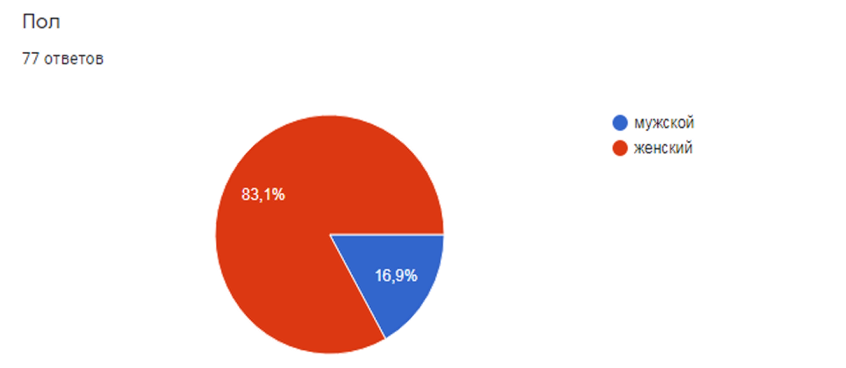 Пол
77 ответов
мужской
женский
83,1%
16,9%